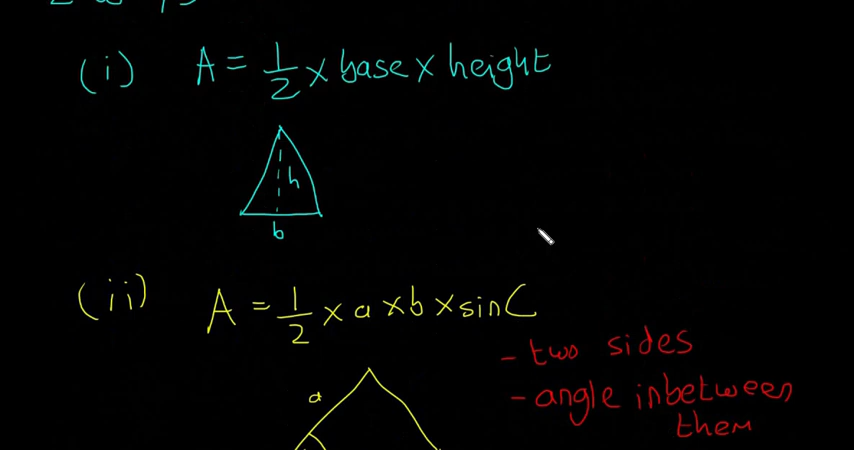 (i) A = 1/2 × base × height
h
b
(ii) A = 1/2 × a × b × sinC
- two sides
- angle inbetween
them
a